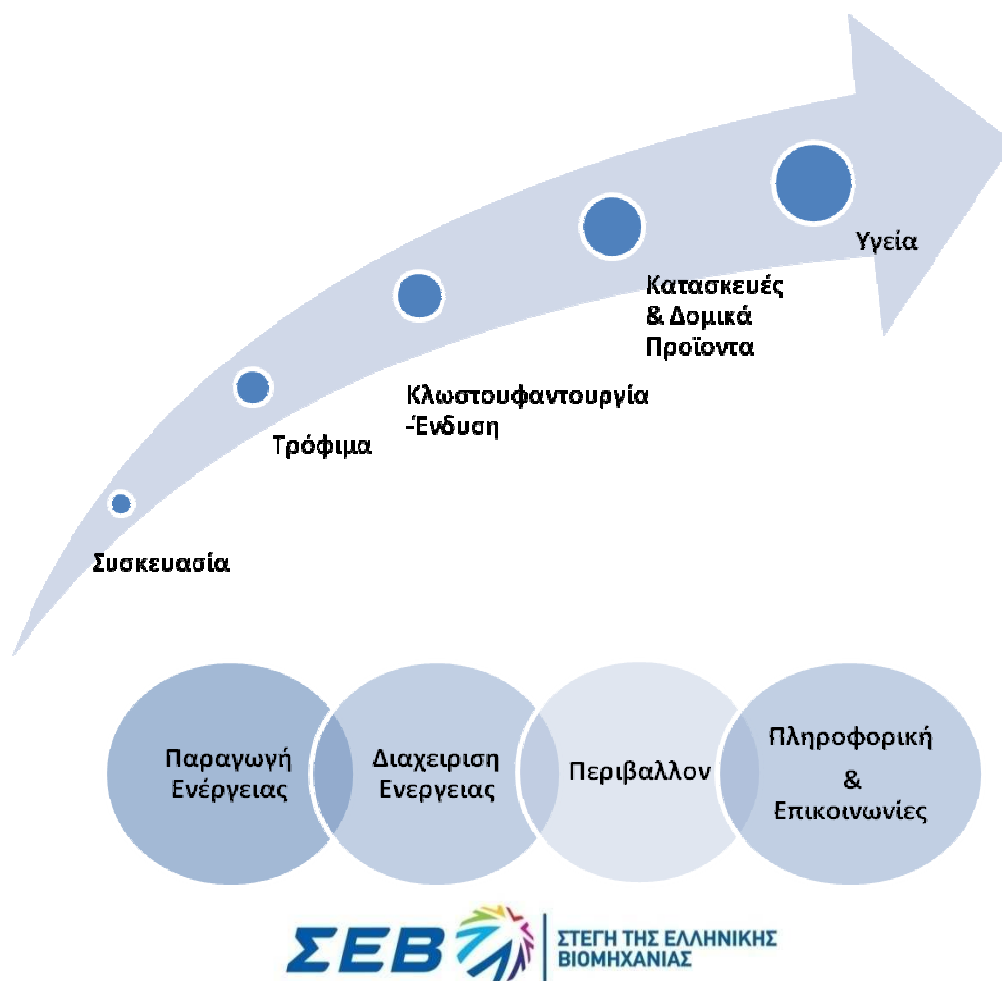 Υγεία
Κατασκευές
& Δομικά
Προϊοντα
Κλωστουφαντουργία
-Ένδυση
Τρόφιμα
Συσκευασία
Παραγωγή
Ενέργειας
Διαχειριση
Ενεργειας
Περιβαλλον
Πληροφορική
&
Επικοινωνίες
ΣΕΒ
ΣΤΕΓΗ ΤΗΣ ΕΛΛΗΝΙΚΗΣ
ΒΙΟΜΗΧΑΝΙΑΣ